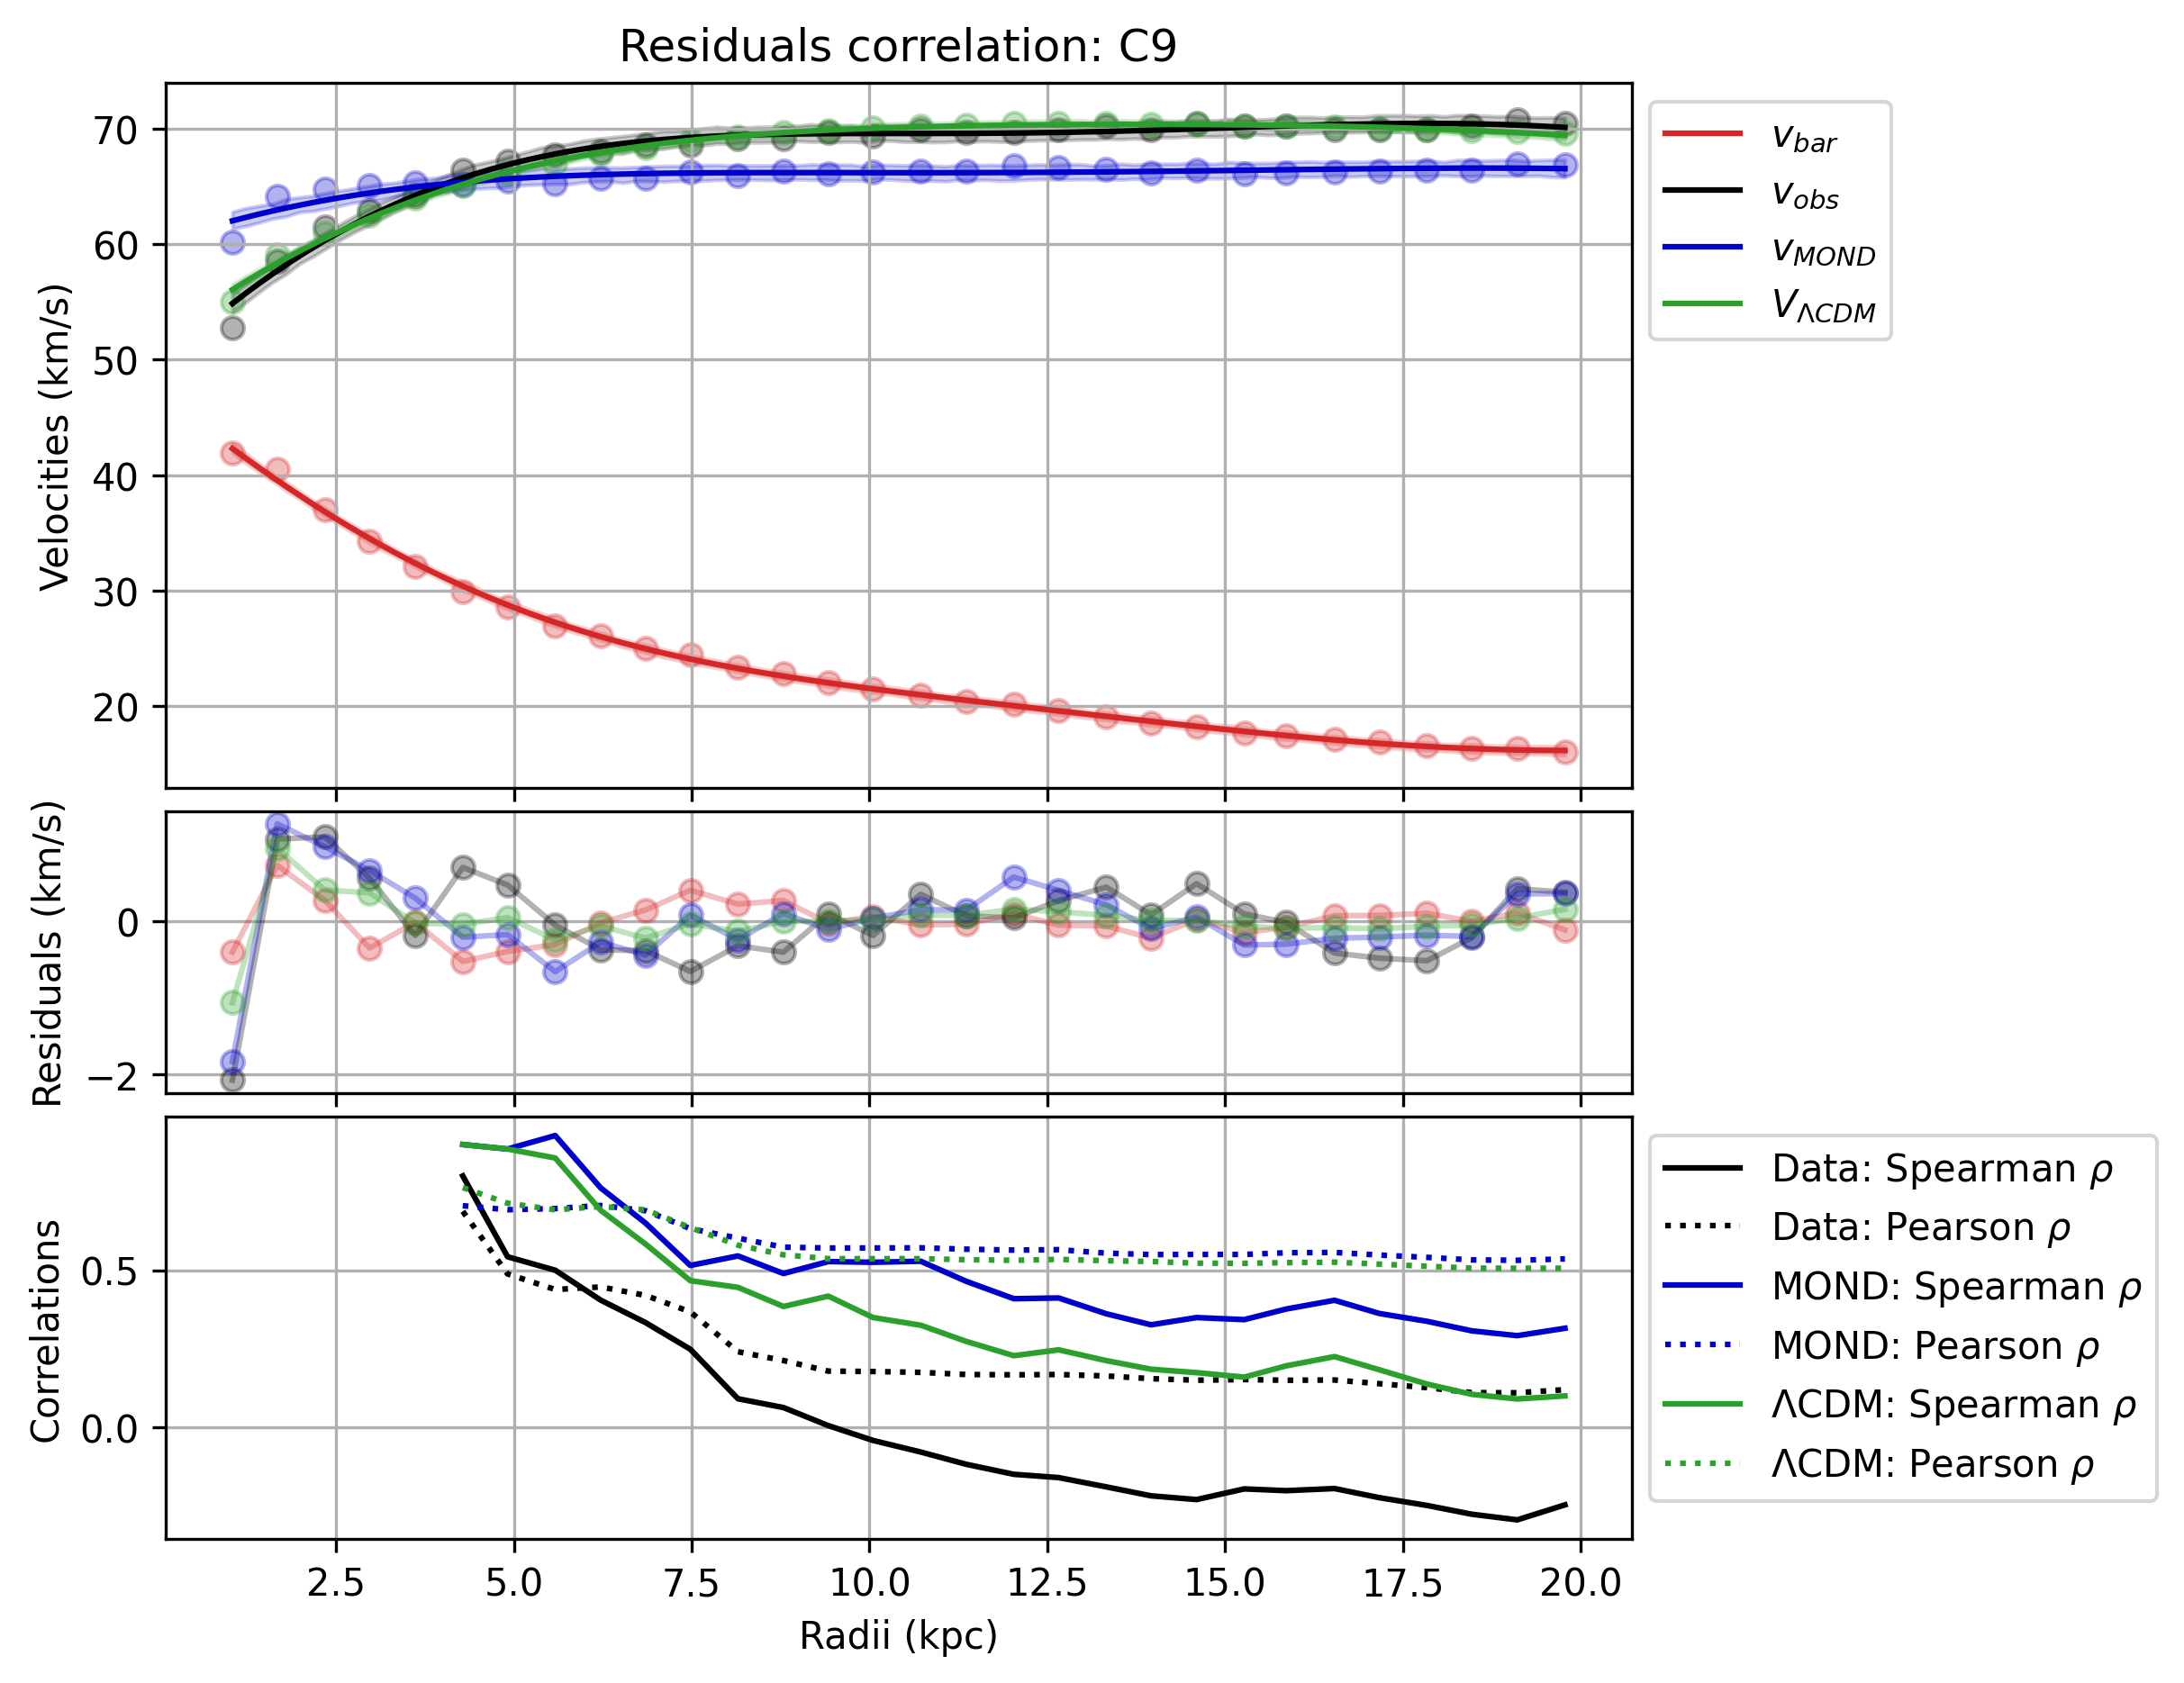 Residuals correlation: C9
Velocities (km/s)
70
60
50
40
30
20
v_bar
v_obs
v_MOND
V_ΛCDM
Residuals (km/s)
0
−2
Correlations
0.5
0.0
Data: Spearman ρ
Data: Pearson ρ
MOND: Spearman ρ
MOND: Pearson ρ
ΛCDM: Spearman ρ
ΛCDM: Pearson ρ
2.5 5.0 7.5 10.0 12.5 15.0 17.5 20.0
Radii (kpc)